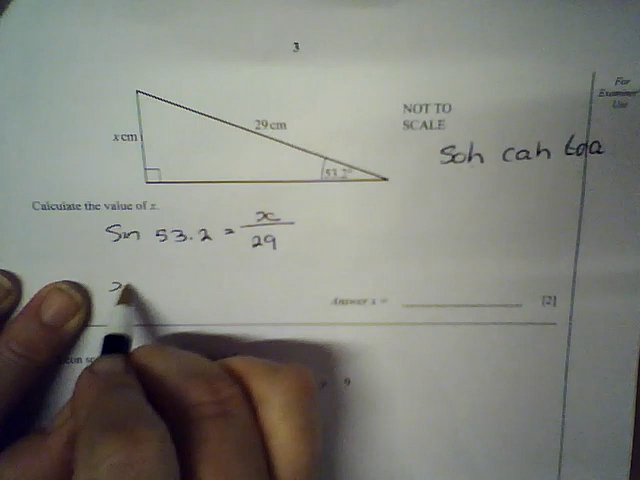 3
For
Examiner
Use
NOT TO
SCALE
29 cm
x cm
53.2°
Soh cah toa
Calculate the value of x.
Sin 53.2 = x
29
Answer x =
[2]
9